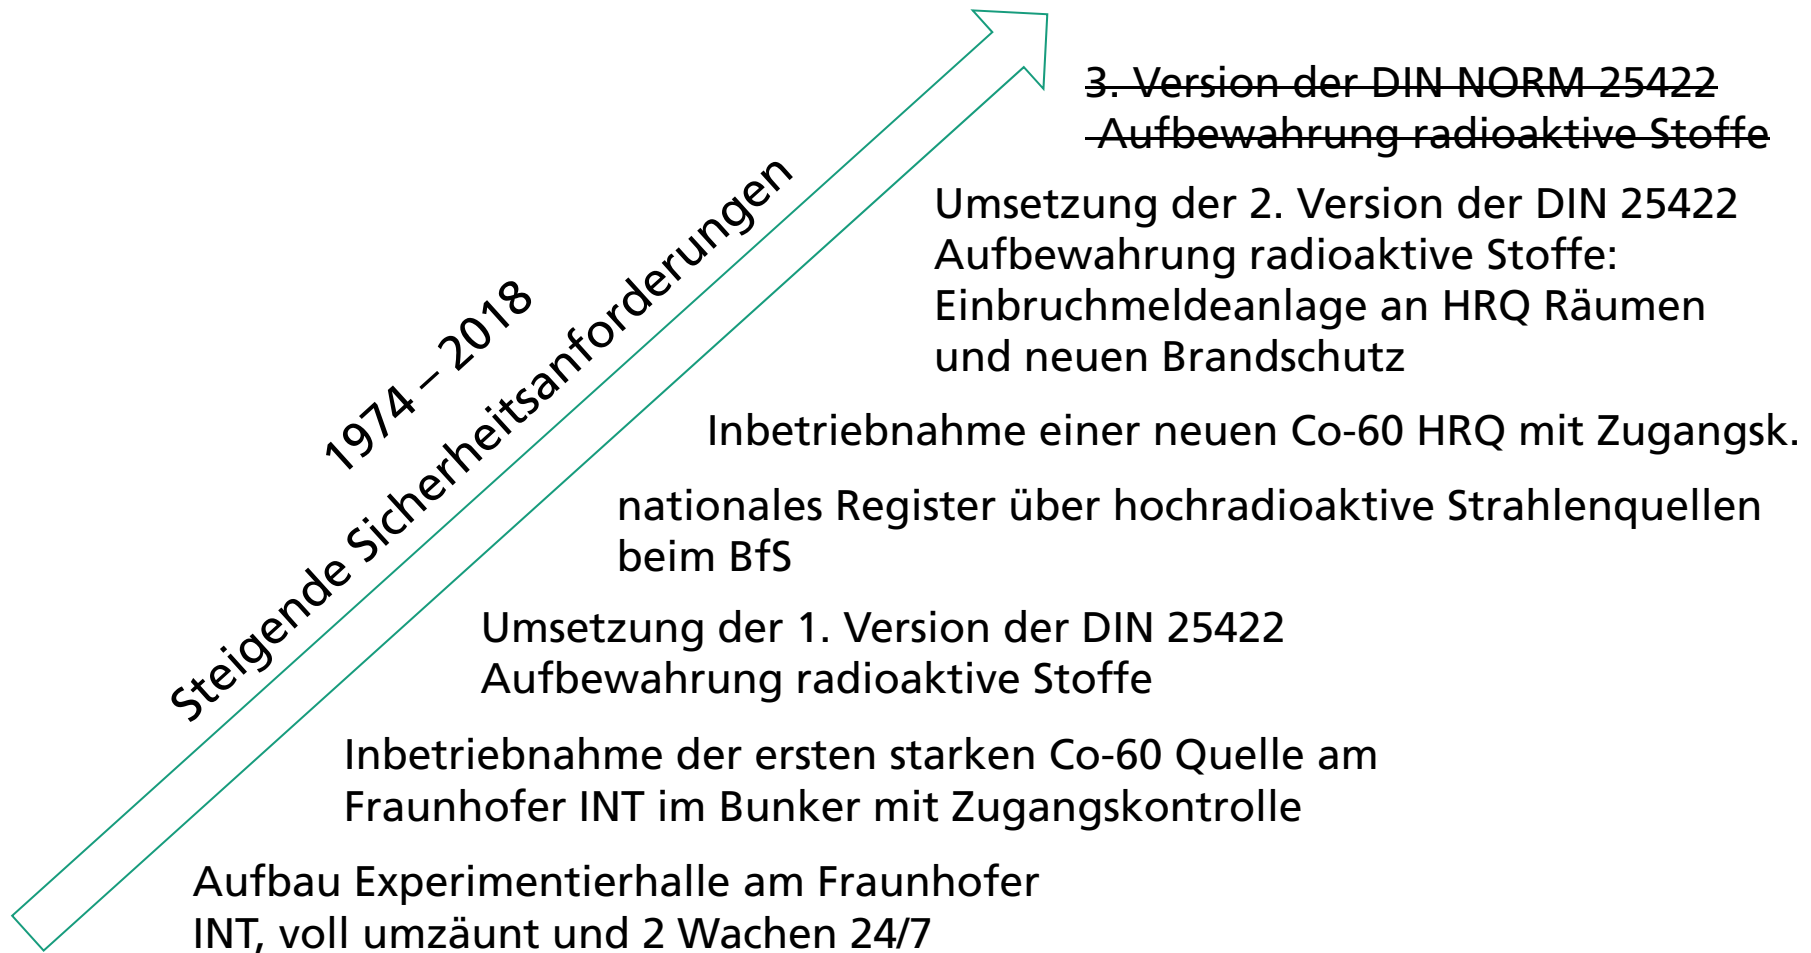 3. Version der DIN NORM 25422
Aufbewahrung radioaktive Stoffe
Umsetzung der 2. Version der DIN 25422
Aufbewahrung radioaktive Stoffe:
Einbruchmeldeanlage an HRQ Räumen
und neuen Brandschutz
1974 – 2018
Steigende Sicherheitsanforderungen
Inbetriebnahme einer neuen Co-60 HRQ mit Zugangsk.
nationales Register über hochradioaktive Strahlenquellen
beim BfS
Umsetzung der 1. Version der DIN 25422
Aufbewahrung radioaktive Stoffe
Inbetriebnahme der ersten starken Co-60 Quelle am
Fraunhofer INT im Bunker mit Zugangskontrolle
Aufbau Experimentierhalle am Fraunhofer
INT, voll umzäunt und 2 Wachen 24/7